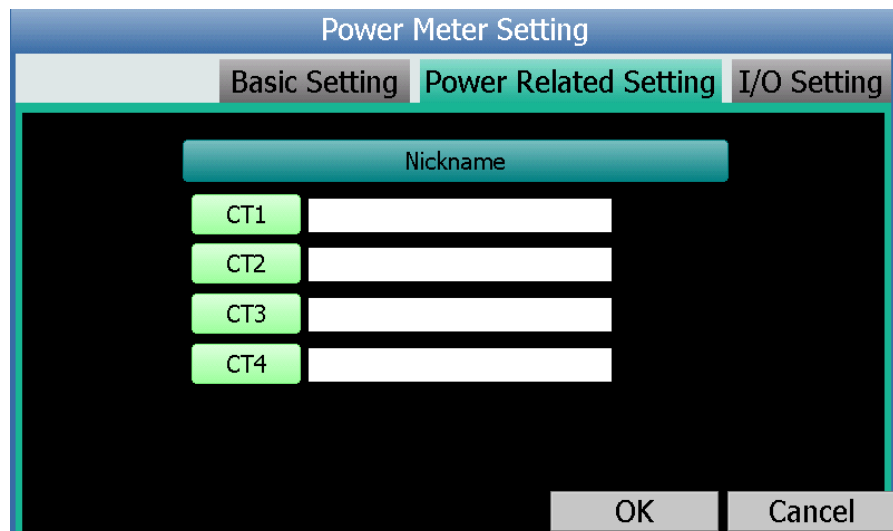 Power Meter Setting
Basic Setting Power Related Setting I/O Setting
Nickname
CT1
CT2
CT3
CT4
OK Cancel